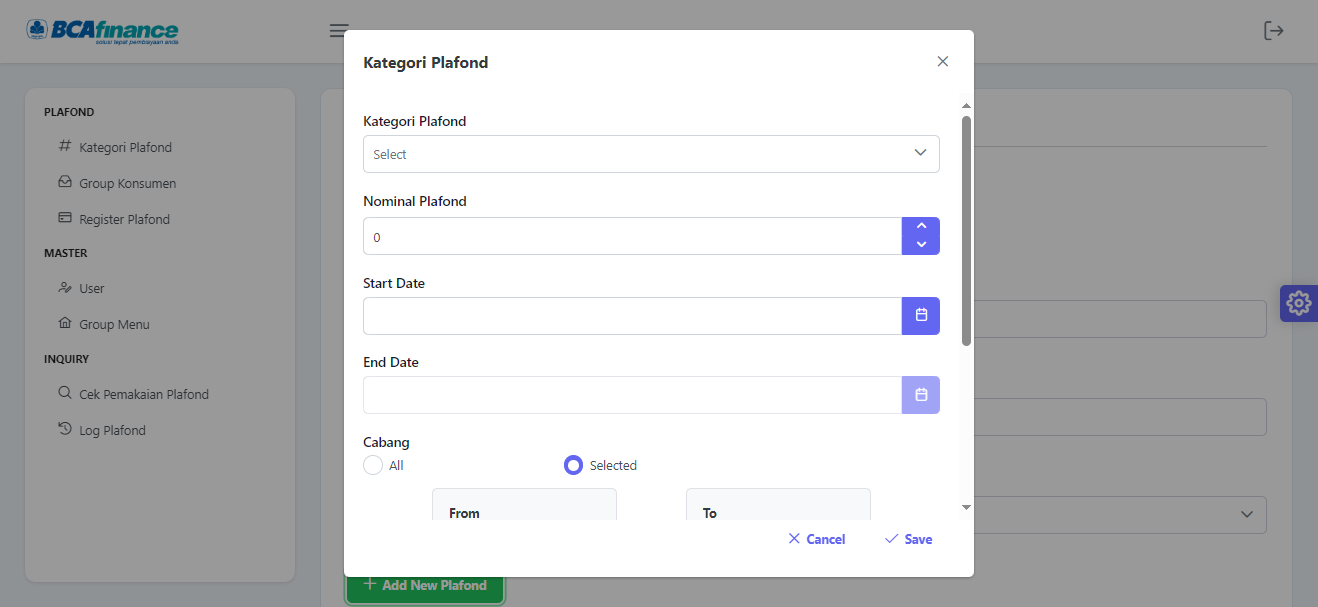 BCAfinance
solusi tepat pembiayaan anda
PLAFOND
Kategori Plafond
Group Konsumen
Register Plafond
MASTER
User
Group Menu
INQUIRY
Cek Pemakaian Plafond
Log Plafond
Kategori Plafond
Kategori Plafond
Select
Nominal Plafond
0
Start Date
End Date
Cabang
All
Selected
From
To
Cancel
Save
Add New Plafond